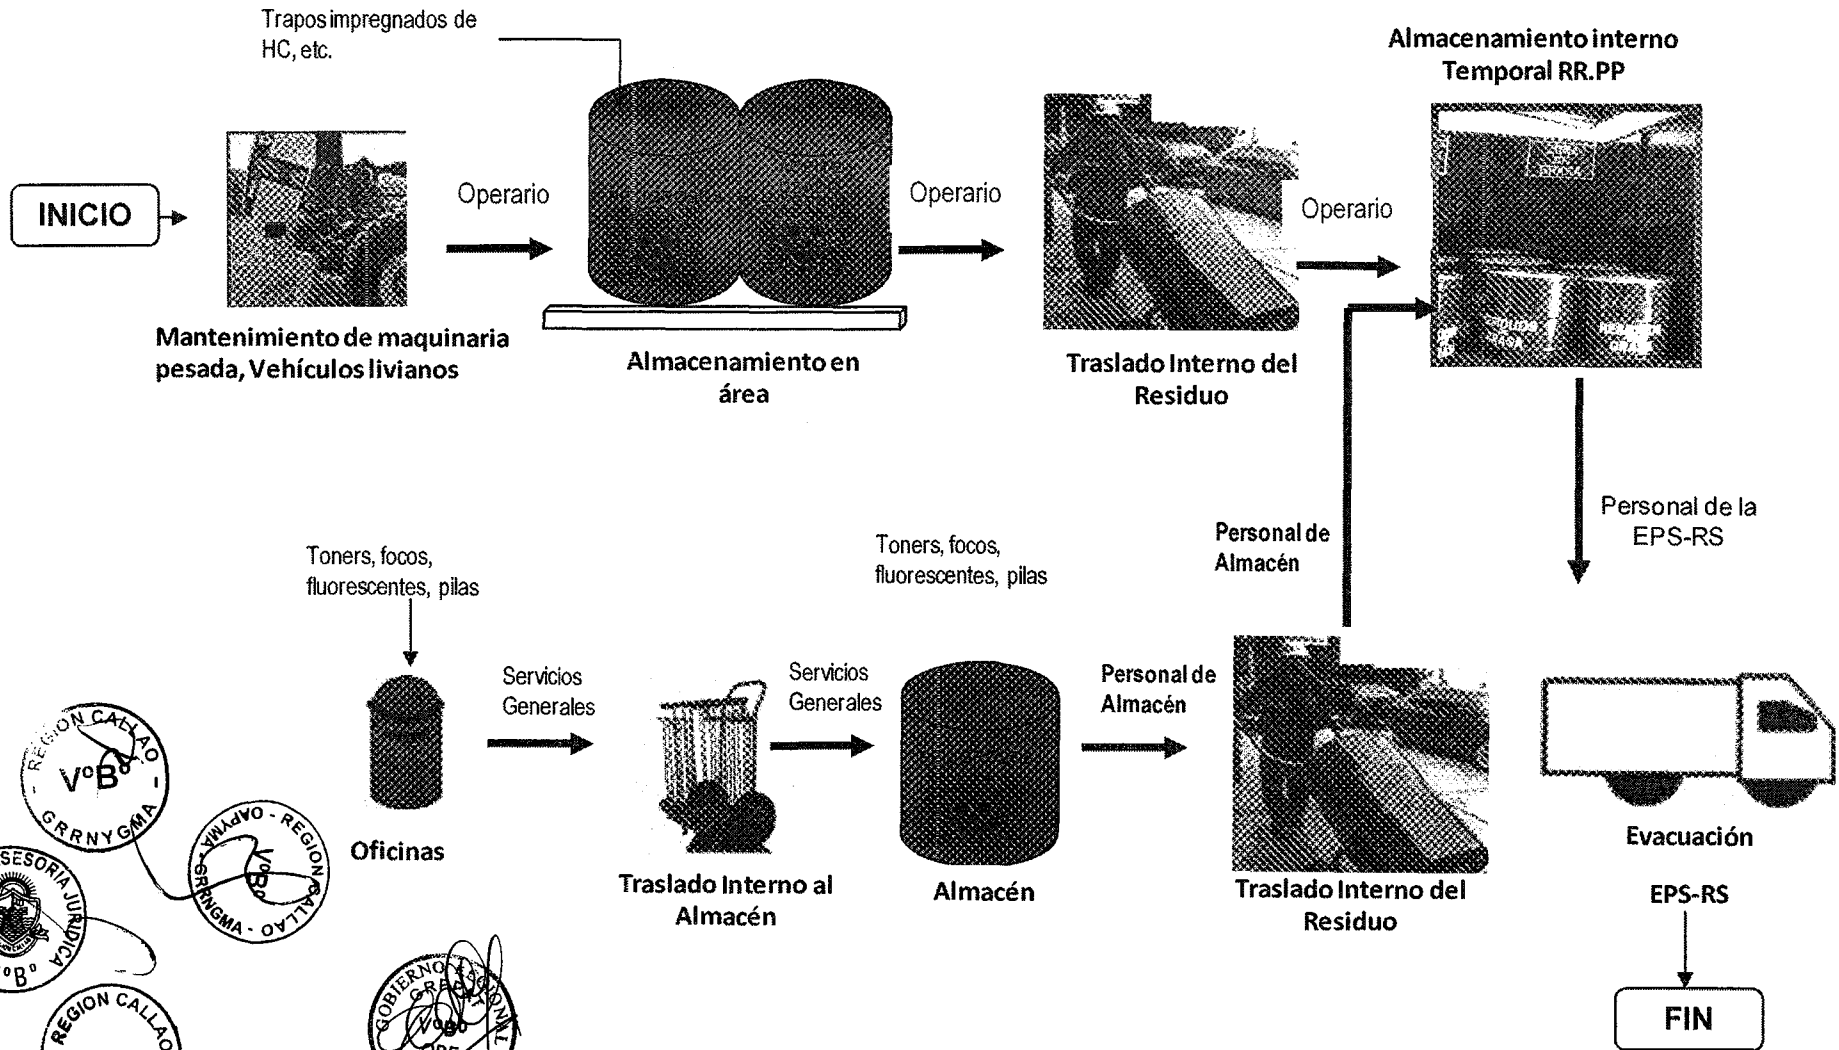 Trapos impregnados de
HC, etc.
Almacenamiento interno
Temporal RR.PP
INICIO
Operario
Operario
Operario
GRASA
Mantenimiento de maquinaria
pesada, Vehículos livianos
Almacenamiento en
área
Traslado Interno del
Residuo
Personal de la
EPS-RS
Personal de
Almacén
Toners, focos,
fluorescentes, pilas
Toners, focos,
fluorescentes, pilas
Servicios
Generales
Servicios
Generales
Personal de
Almacén
Oficinas
Traslado Interno al
Almacén
Almacén
Traslado Interno del
Residuo
Evacuación
EPS-RS
FIN
REGION CALLAO
VºBº
GRRNYGMA
OAPYMA - REGION CALLAO - GRRNGMA
VºBº
ASESORIA JURIDICA
VºBº
REGION CALLAO
GOBIERNO REGIONAL
VºBº